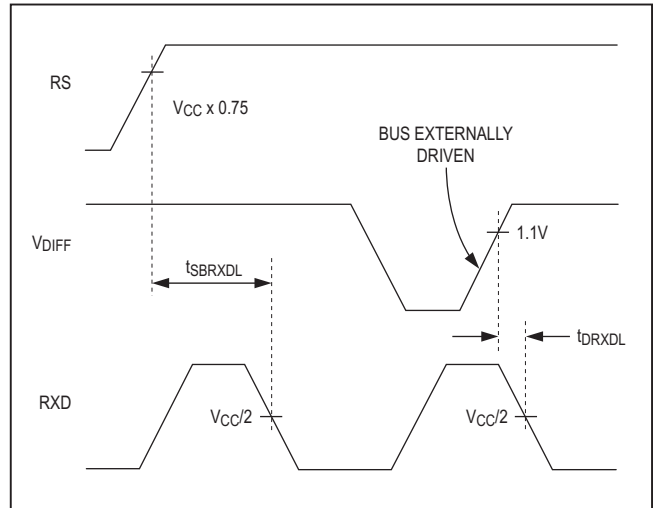 RS
VCC x 0.75
BUS EXTERNALLY
DRIVEN
VDIFF
1.1V
tSBRXDL
tDRXDL
RXD
VCC/2
VCC/2